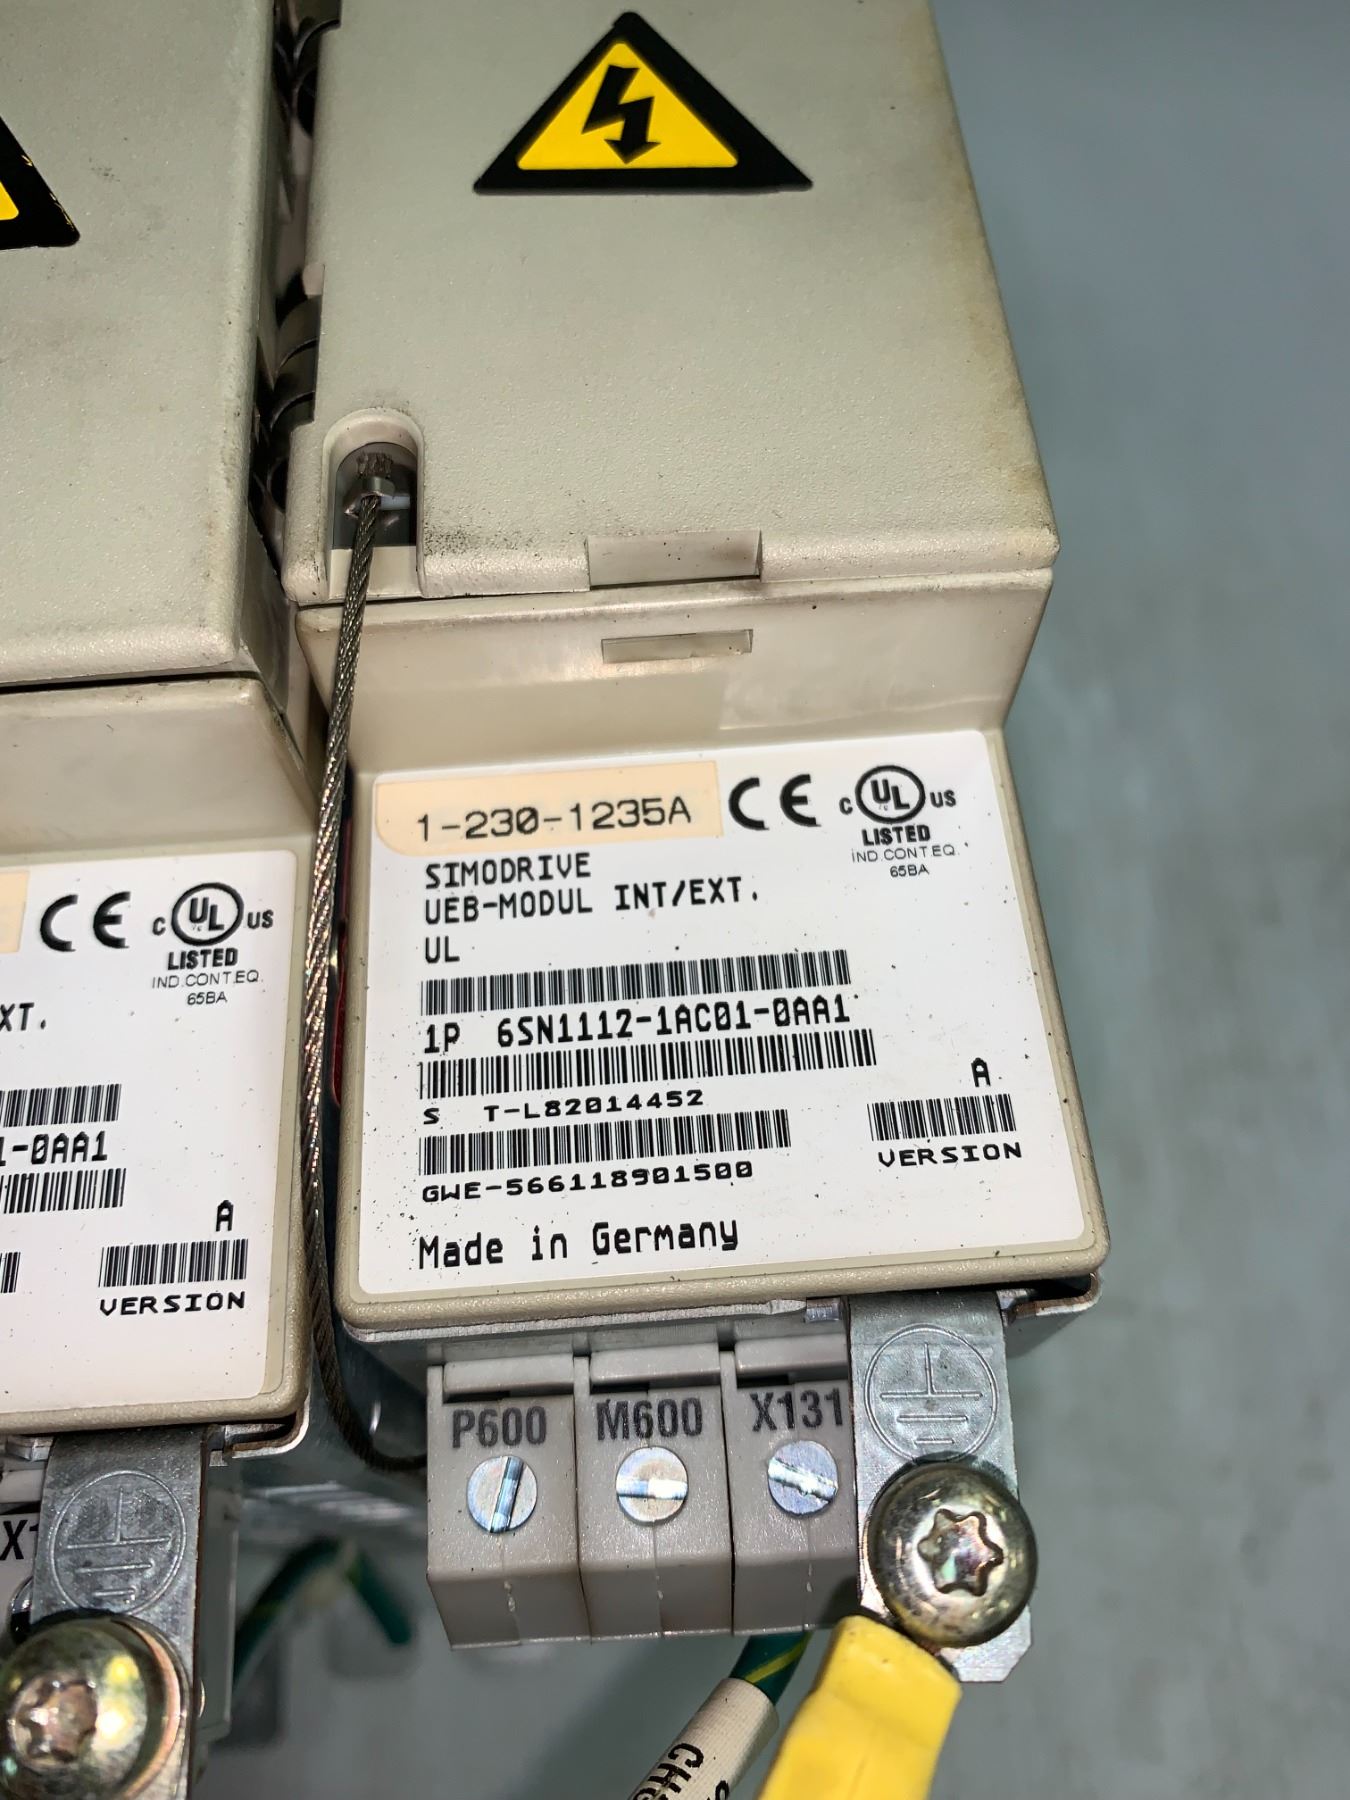 1-230-1235A
CE
C UL US
LISTED
IND.CONT.EQ.
65BA
SIMODRIVE
UEB-MODUL INT/EXT.
UL
1P 6SN1112-1AC01-0AA1
S T-L82014452
A
VERSION
GWE-566118901500
Made in Germany
P600
M600
X131
CE
C UL US
LISTED
IND.CONT.EQ.
65BA
XT.
1-0AA1
A
VERSION